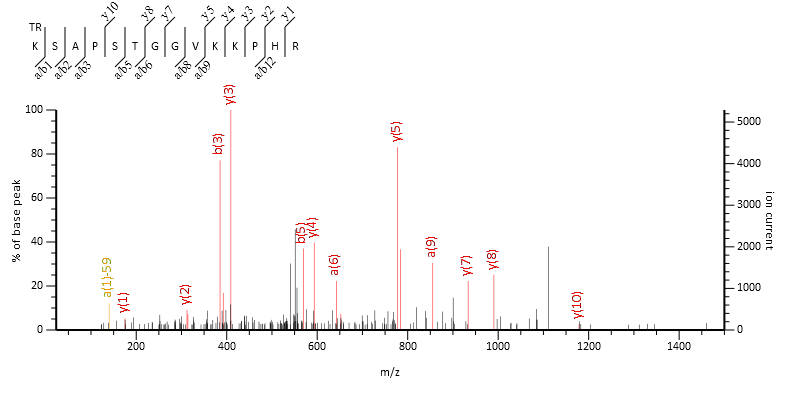 y10 y8 y7 y5 y4 y3 y2 y1
TR
K S A P S T G G V K K P H R
a/b1 a/b2 a/b3 a/b5 a/b6 a/b8 a/b9 a/b12
100 80 60 40 20 0
% of base peak
a(1)-59 y(1) y(2) b(3) y(3) b(5) y(4) a(6) y(5) a(9) y(7) y(8) y(10)
5000 4000 3000 2000 1000 0
ion current
200 400 600 800 1000 1200 1400
m/z